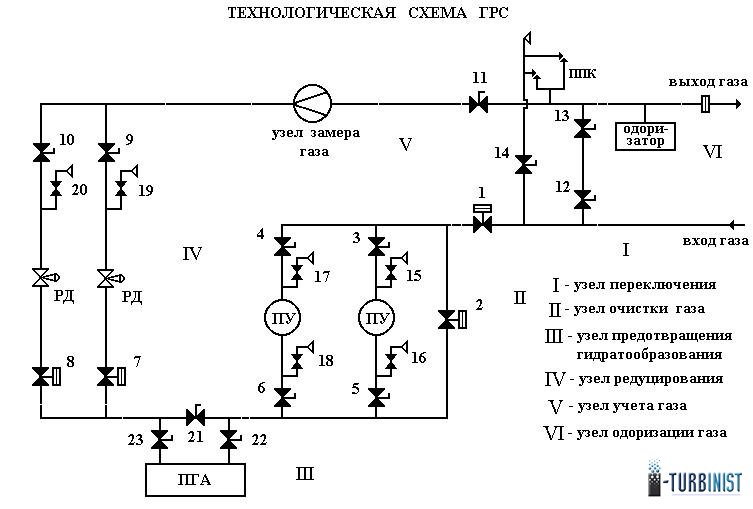 ТЕХНОЛОГИЧЕСКАЯ СХЕМА ГРС
ППК
11
выход газа
узел замера
газа
V
13
одори-
затор
VI
10
9
14
20
19
12
1
4
3
I
вход газа
IV
17
15
II
РД
РД
ПУ
ПУ
2
18
16
8
7
6
5
23
21
22
ПГА
III
I - узел переключения
II - узел очистки газа
III - узел предотвращения
гидратообразования
IV - узел редуцирования
V - узел учета газа
VI - узел одоризации газа
i-TURBINIST